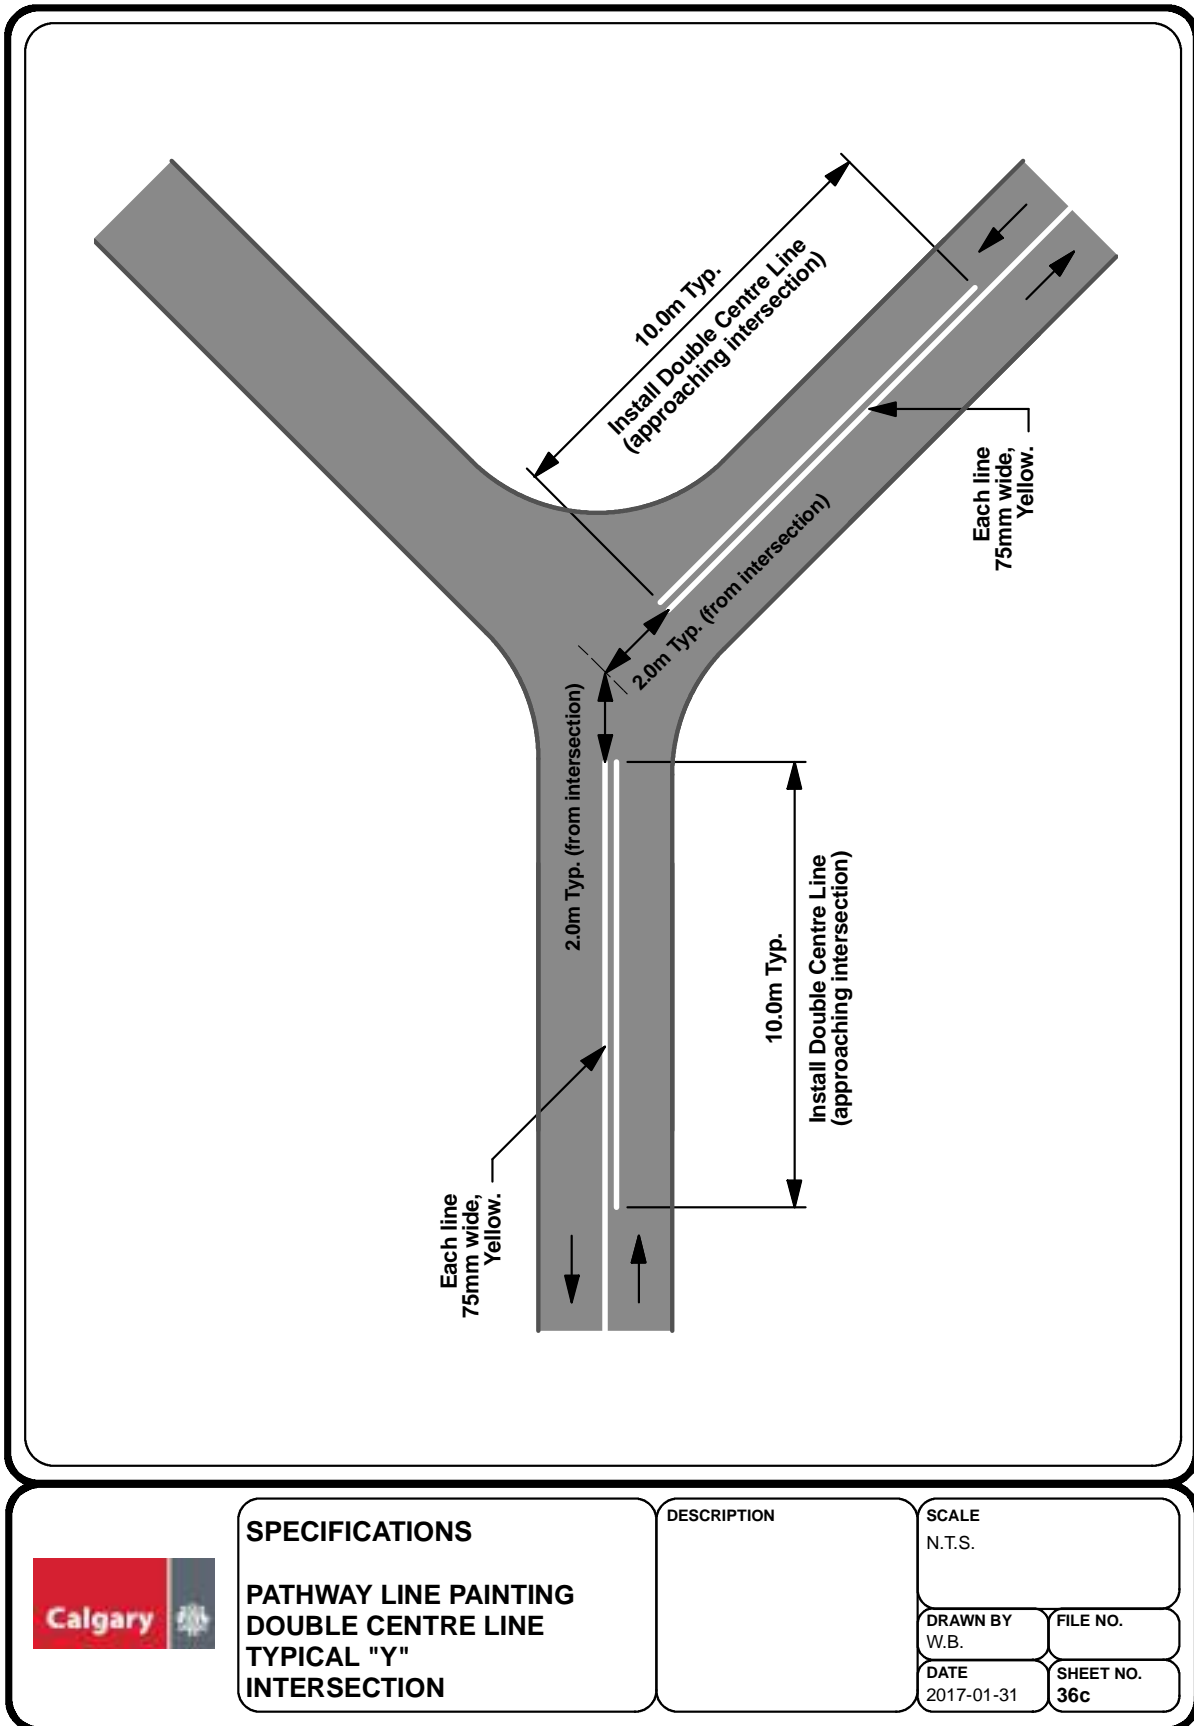 10.0m Typ.
Install Double Centre Line
(approaching intersection)
Each line
75mm wide,
Yellow.
2.0m Typ. (from intersection)
2.0m Typ. (from intersection)
10.0m Typ.
Install Double Centre Line
(approaching intersection)
Each line
75mm wide,
Yellow.
Calgary
SPECIFICATIONS
PATHWAY LINE PAINTING
DOUBLE CENTRE LINE
TYPICAL "Y"
INTERSECTION
DESCRIPTION
SCALE
N.T.S.
DRAWN BY
W.B.
FILE NO.
DATE
2017-01-31
SHEET NO.
36c